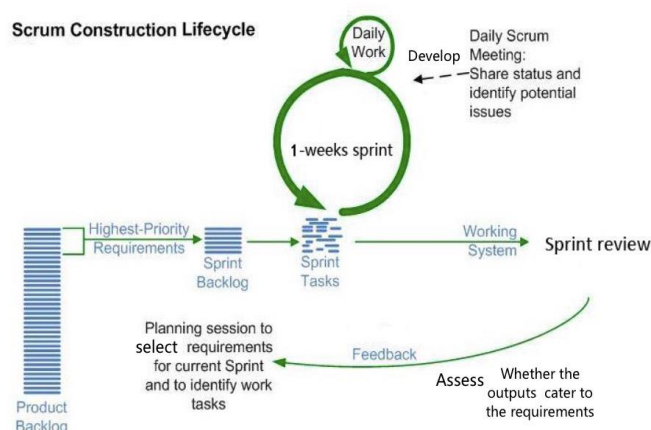 Scrum Construction Lifecycle
Daily
Work
Develop
Daily Scrum
Meeting:
Share status and
identify potential
issues
1-weeks sprint
Highest-Priority
Requirements
Sprint
Backlog
Sprint
Tasks
Working
System
Sprint review
Planning session to
select requirements
for current Sprint
and to identify work
tasks
Feedback
Assess
Whether the
outputs cater to
the requirements
Product
Backlog